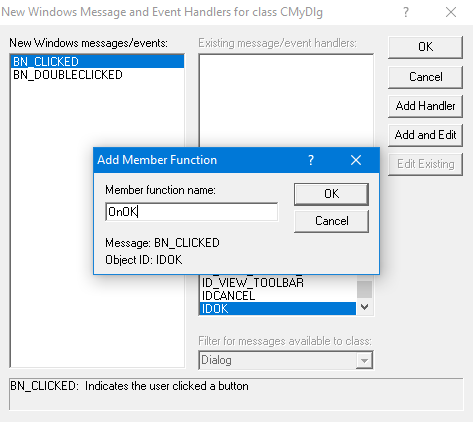 New Windows Message and Event Handlers for class CMyDlg
? ×
New Windows messages/events:
Existing message/event handlers:
BN_CLICKED
BN_DOUBLECLICKED
OK
Cancel
Add Handler
Add and Edit
Edit Existing
Add Member Function
? ×
Member function name:
OnOK
OK
Cancel
Message: BN_CLICKED
Object ID: IDOK
ID_VIEW_TOOLBAR
IDCANCEL
IDOK
Filter for messages available to class:
Dialog
BN_CLICKED: Indicates the user clicked a button